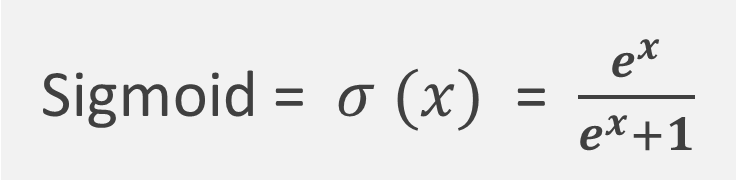 Sigmoid = σ (x) = e^x / e^x+1